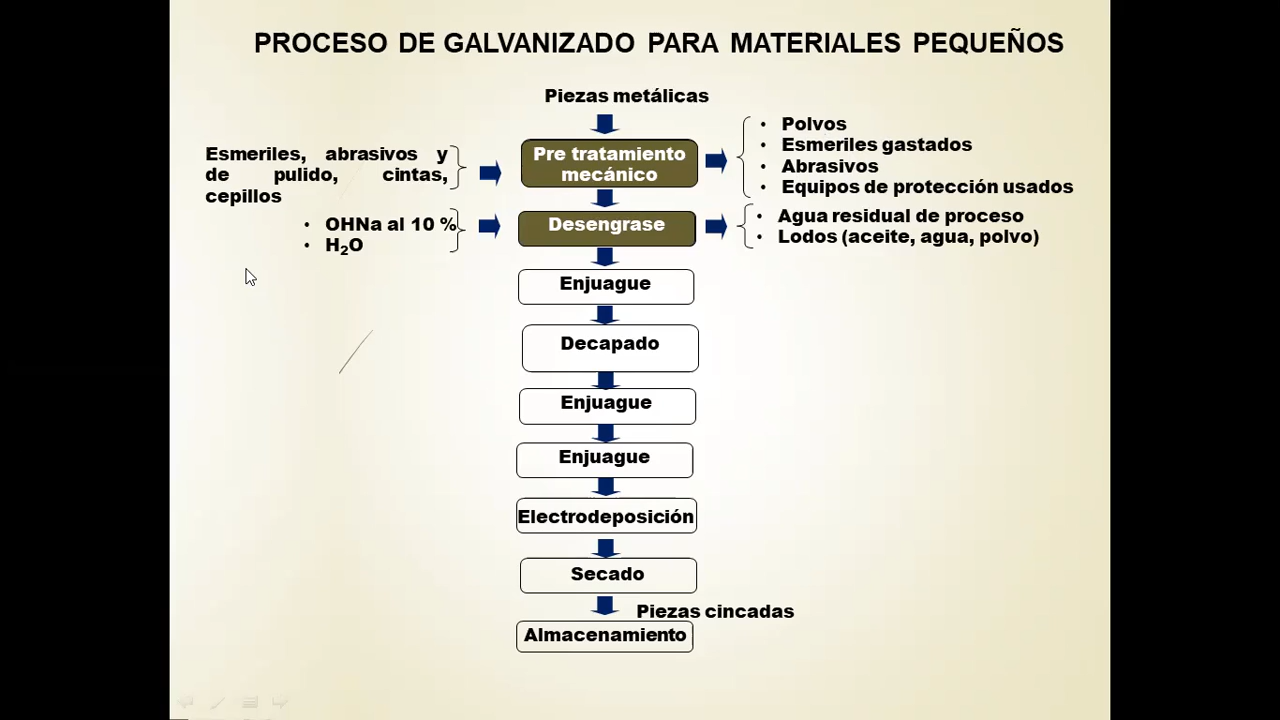 PROCESO DE GALVANIZADO PARA MATERIALES PEQUEÑOS
Piezas metálicas
Esmeriles, abrasivos y
de pulido, cintas,
cepillos
Pre tratamiento
mecánico
• Polvos
• Esmeriles gastados
• Abrasivos
• Equipos de protección usados
• OHNa al 10 %
• H₂O
Desengrase
• Agua residual de proceso
• Lodos (aceite, agua, polvo)
Enjuague
Decapado
Enjuague
Enjuague
Electrodeposición
Secado
Piezas cincadas
Almacenamiento